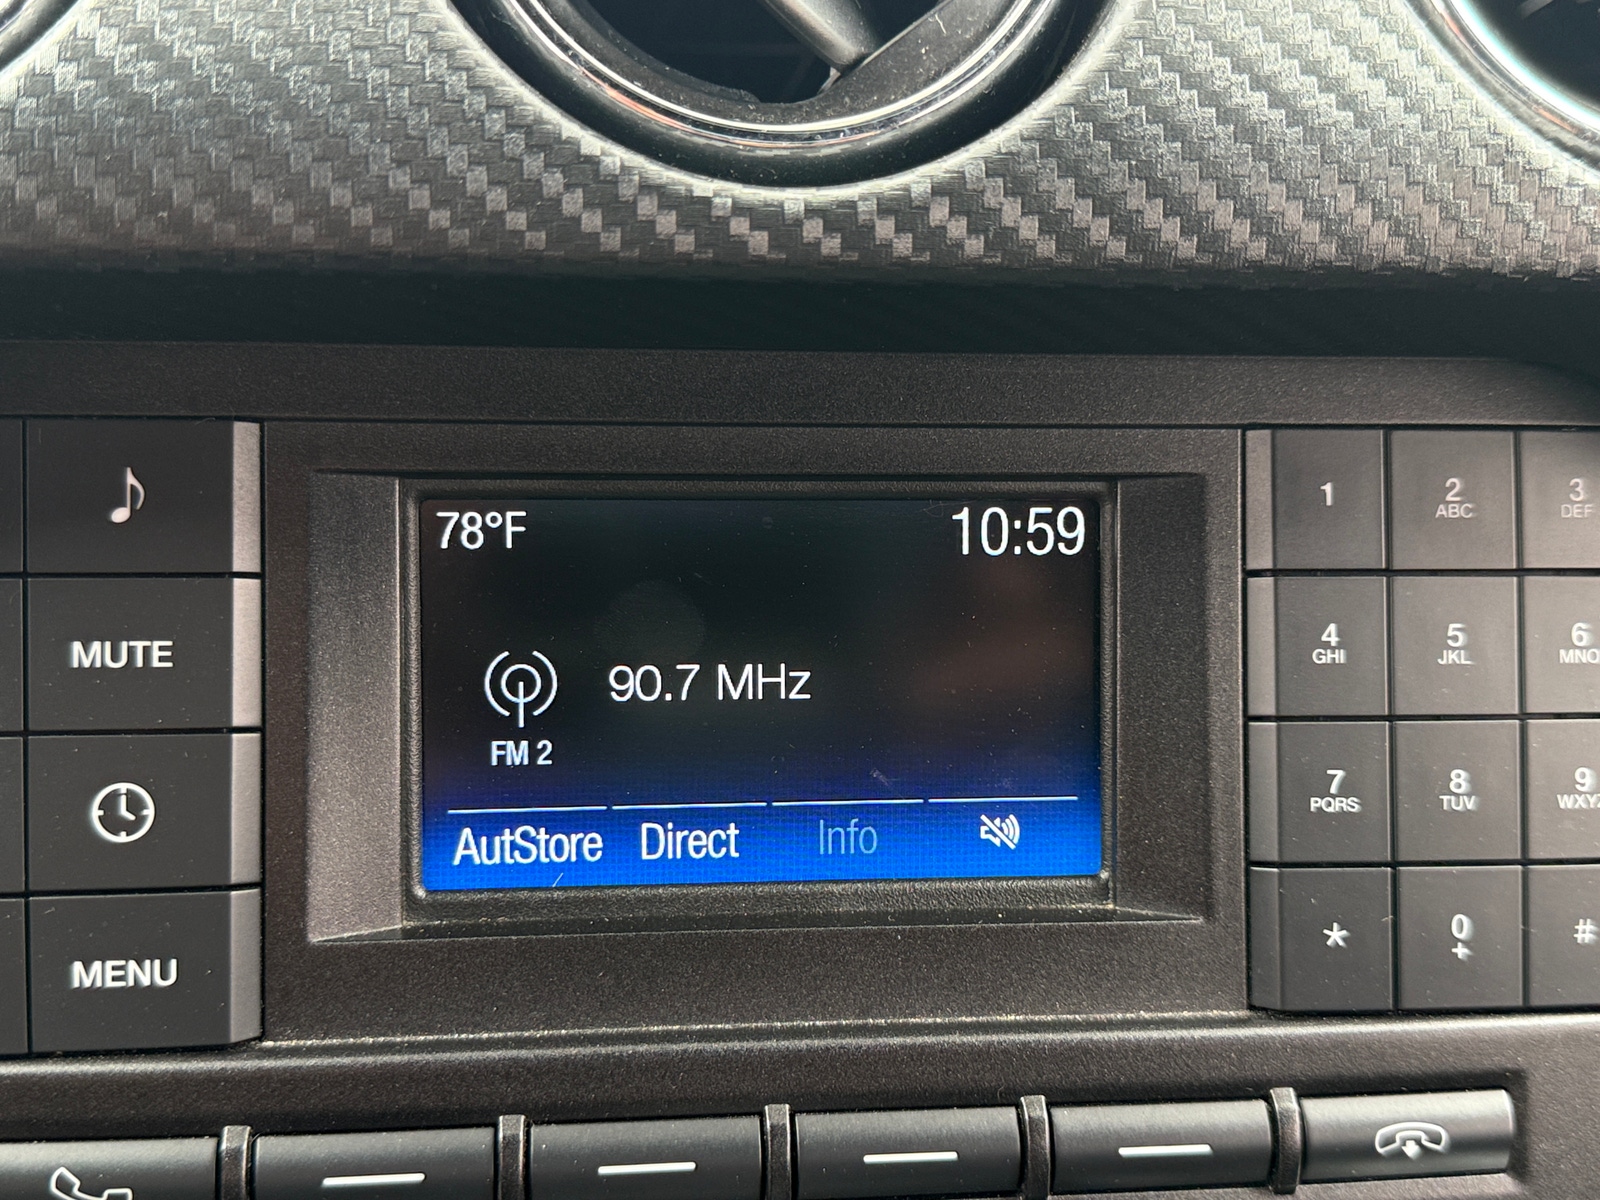 78°F
10:59
90.7 MHz
FM 2
AutStore
Direct
Info
MUTE
MENU
1
2
ABC
3
DEF
4
GHI
5
JKL
6
MNO
7
PQRS
8
TUV
9
WXYZ
*
0
+
#